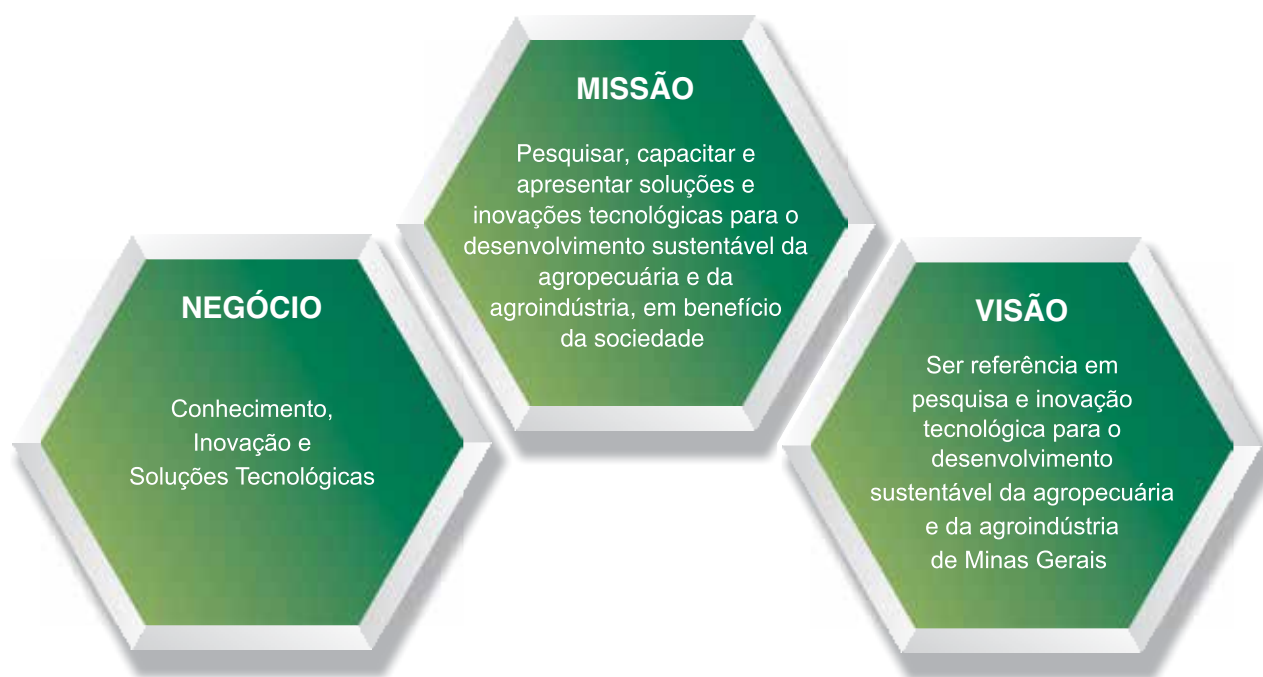 NEGÓCIO
Conhecimento,
Inovação e
Soluções Tecnológicas
MISSÃO
Pesquisar, capacitar e
apresentar soluções e
inovações tecnológicas para o
desenvolvimento sustentável da
agropecuária e da
agroindústria, em benefício
da sociedade
VISÃO
Ser referência em
pesquisa e inovação
tecnológica para o
desenvolvimento
sustentável da agropecuária
e da agroindústria
de Minas Gerais